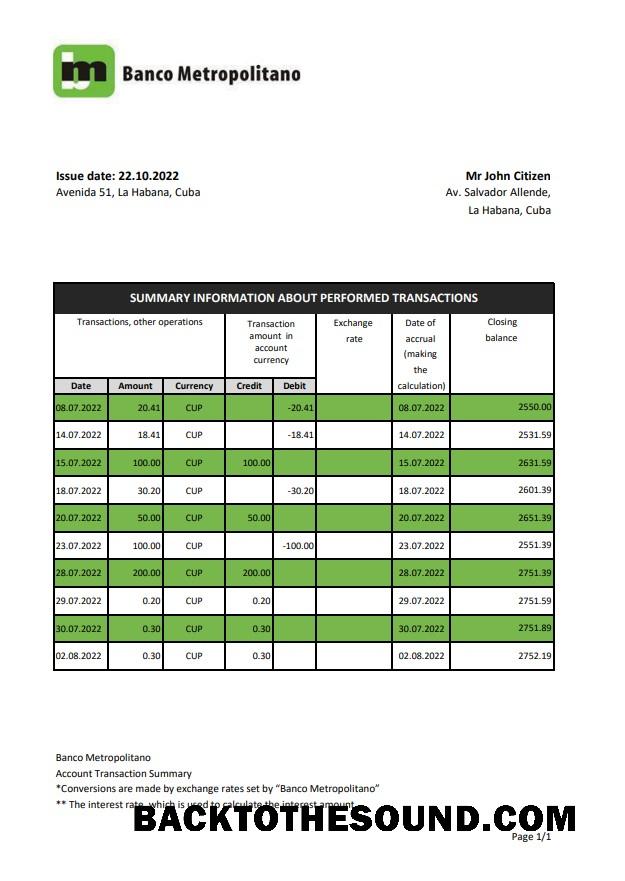 bm Banco Metropolitano
Issue date: 22.10.2022 Mr John Citizen
Avenida 51, La Habana, Cuba Av. Salvador Allende,
La Habana, Cuba
SUMMARY INFORMATION ABOUT PERFORMED TRANSACTIONS
Transactions, other operations
Transaction
amount in
account
currency
Exchange
rate
Date of
accrual
(making
the
calculation)
Closing
balance
Date Amount Currency Credit Debit
08.07.2022 20.41 CUP -20.41 08.07.2022 2550.00
14.07.2022 18.41 CUP -18.41 14.07.2022 2531.59
15.07.2022 100.00 CUP 100.00 15.07.2022 2631.59
18.07.2022 30.20 CUP -30.20 18.07.2022 2601.39
20.07.2022 50.00 CUP 50.00 20.07.2022 2651.39
23.07.2022 100.00 CUP -100.00 23.07.2022 2551.39
28.07.2022 200.00 CUP 200.00 28.07.2022 2751.39
29.07.2022 0.20 CUP 0.20 29.07.2022 2751.59
30.07.2022 0.30 CUP 0.30 30.07.2022 2751.89
02.08.2022 0.30 CUP 0.30 02.08.2022 2752.19
Banco Metropolitano
Account Transaction Summary
*Conversions are made by exchange rates set by “Banco Metropolitano”
** The interest rate, which is used to calculate the interest amount
BACKTOTHESOUND.COM
Page 1/1